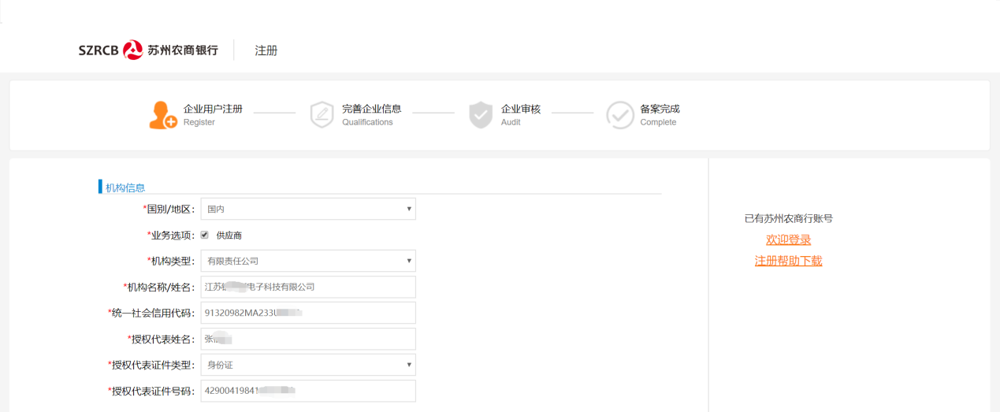 SZRCB 苏州农商银行 注册
企业用户注册 完善企业信息 企业审核 备案完成
Register Qualifications Audit Complete
机构信息
*国别/地区： 国内
*业务选项： 供应商
*机构类型： 有限责任公司
*机构名称/姓名： 江苏 电子科技有限公司
*统一社会信用代码： 91320982MA233
*授权代表姓名： 张
*授权代表证件类型： 身份证
*授权代表证件号码： 42900419841
已有苏州农商行账号
欢迎登录
注册帮助下载